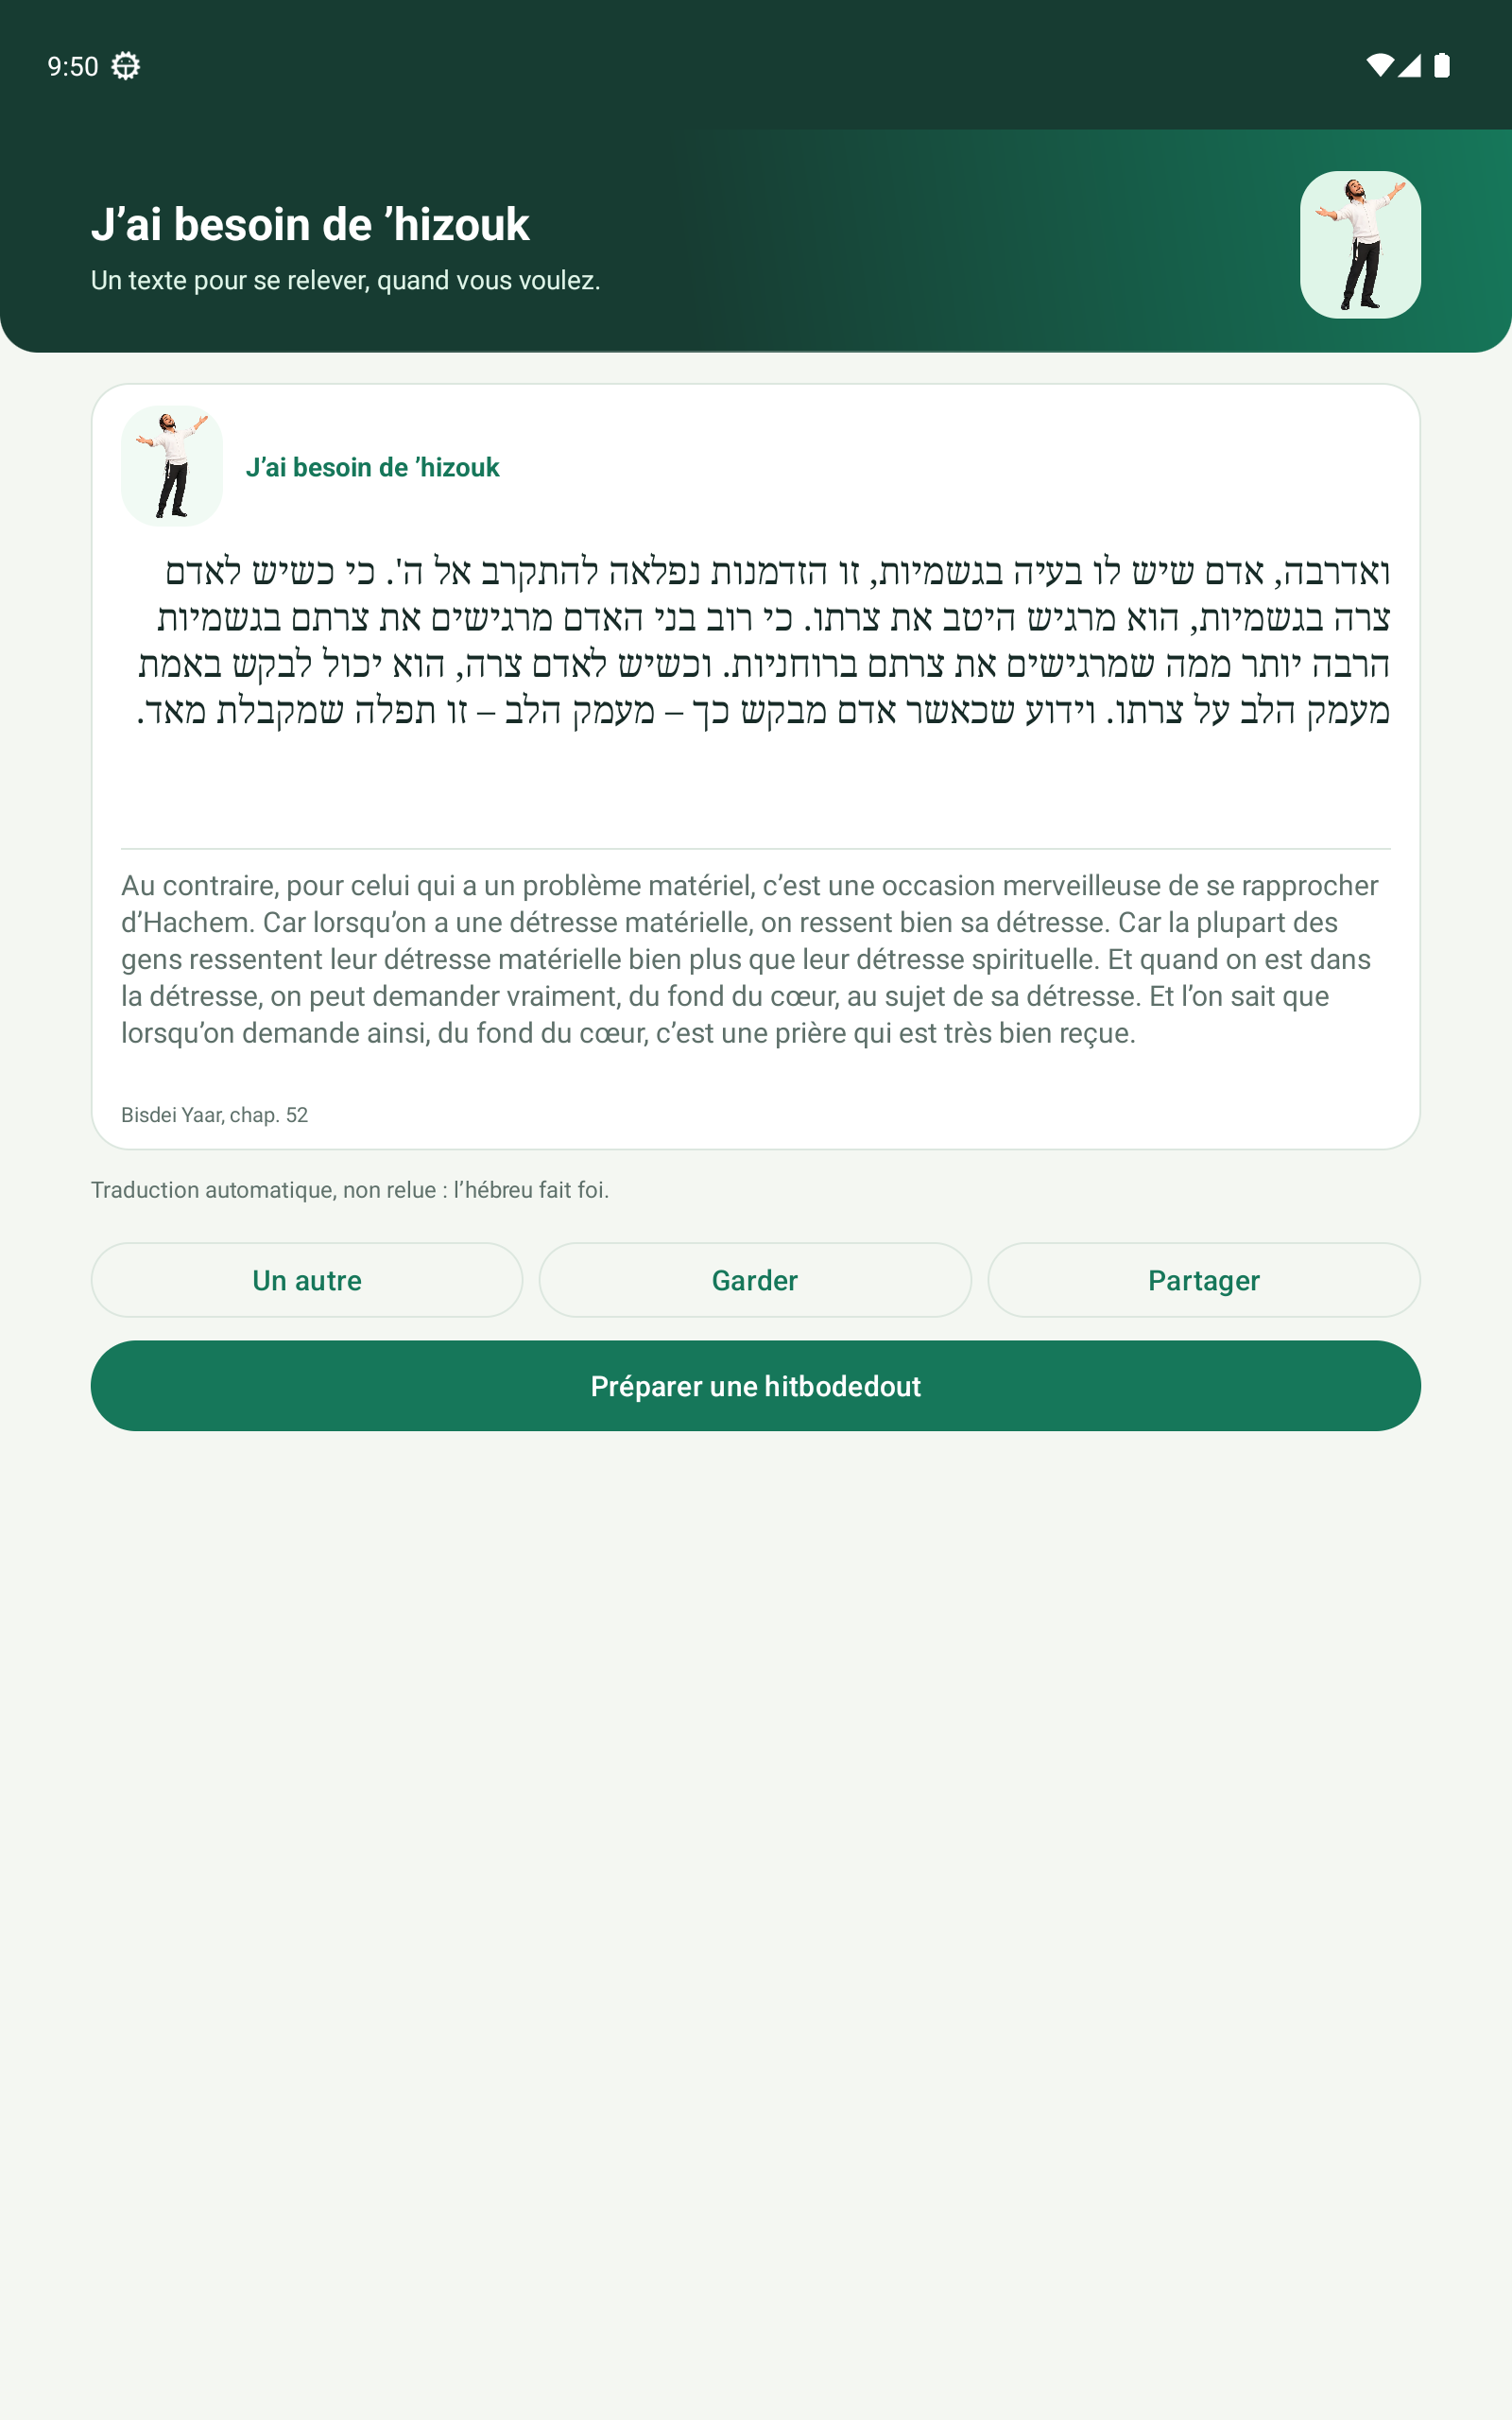 9:50
J’ai besoin de ’hizouk
Un texte pour se relever, quand vous voulez.
J’ai besoin de ’hizouk
ואדרבה, אדם שיש לו בעיה בגשמיות, זו הזדמנות נפלאה להתקרב אל ה'. כי כשיש לאדם
צרה בגשמיות, הוא מרגיש היטב את צרתו. כי רוב בני האדם מרגישים את צרתם בגשמיות
הרבה יותר ממה שמרגישים את צרתם ברוחניות. וכשיש לאדם צרה, הוא יכול לבקש באמת
מעמק הלב על צרתו. וידוע שכאשר אדם מבקש כך – מעמק הלב – זו תפלה שמקבלת מאד.
Au contraire, pour celui qui a un problème matériel, c’est une occasion merveilleuse de se rapprocher
d’Hachem. Car lorsqu’on a une détresse matérielle, on ressent bien sa détresse. Car la plupart des
gens ressentent leur détresse matérielle bien plus que leur détresse spirituelle. Et quand on est dans
la détresse, on peut demander vraiment, du fond du cœur, au sujet de sa détresse. Et l’on sait que
lorsqu’on demande ainsi, du fond du cœur, c’est une prière qui est très bien reçue.
Bisdei Yaar, chap. 52
Traduction automatique, non relue : l’hébreu fait foi.
Un autre
Garder
Partager
Préparer une hitbodedout